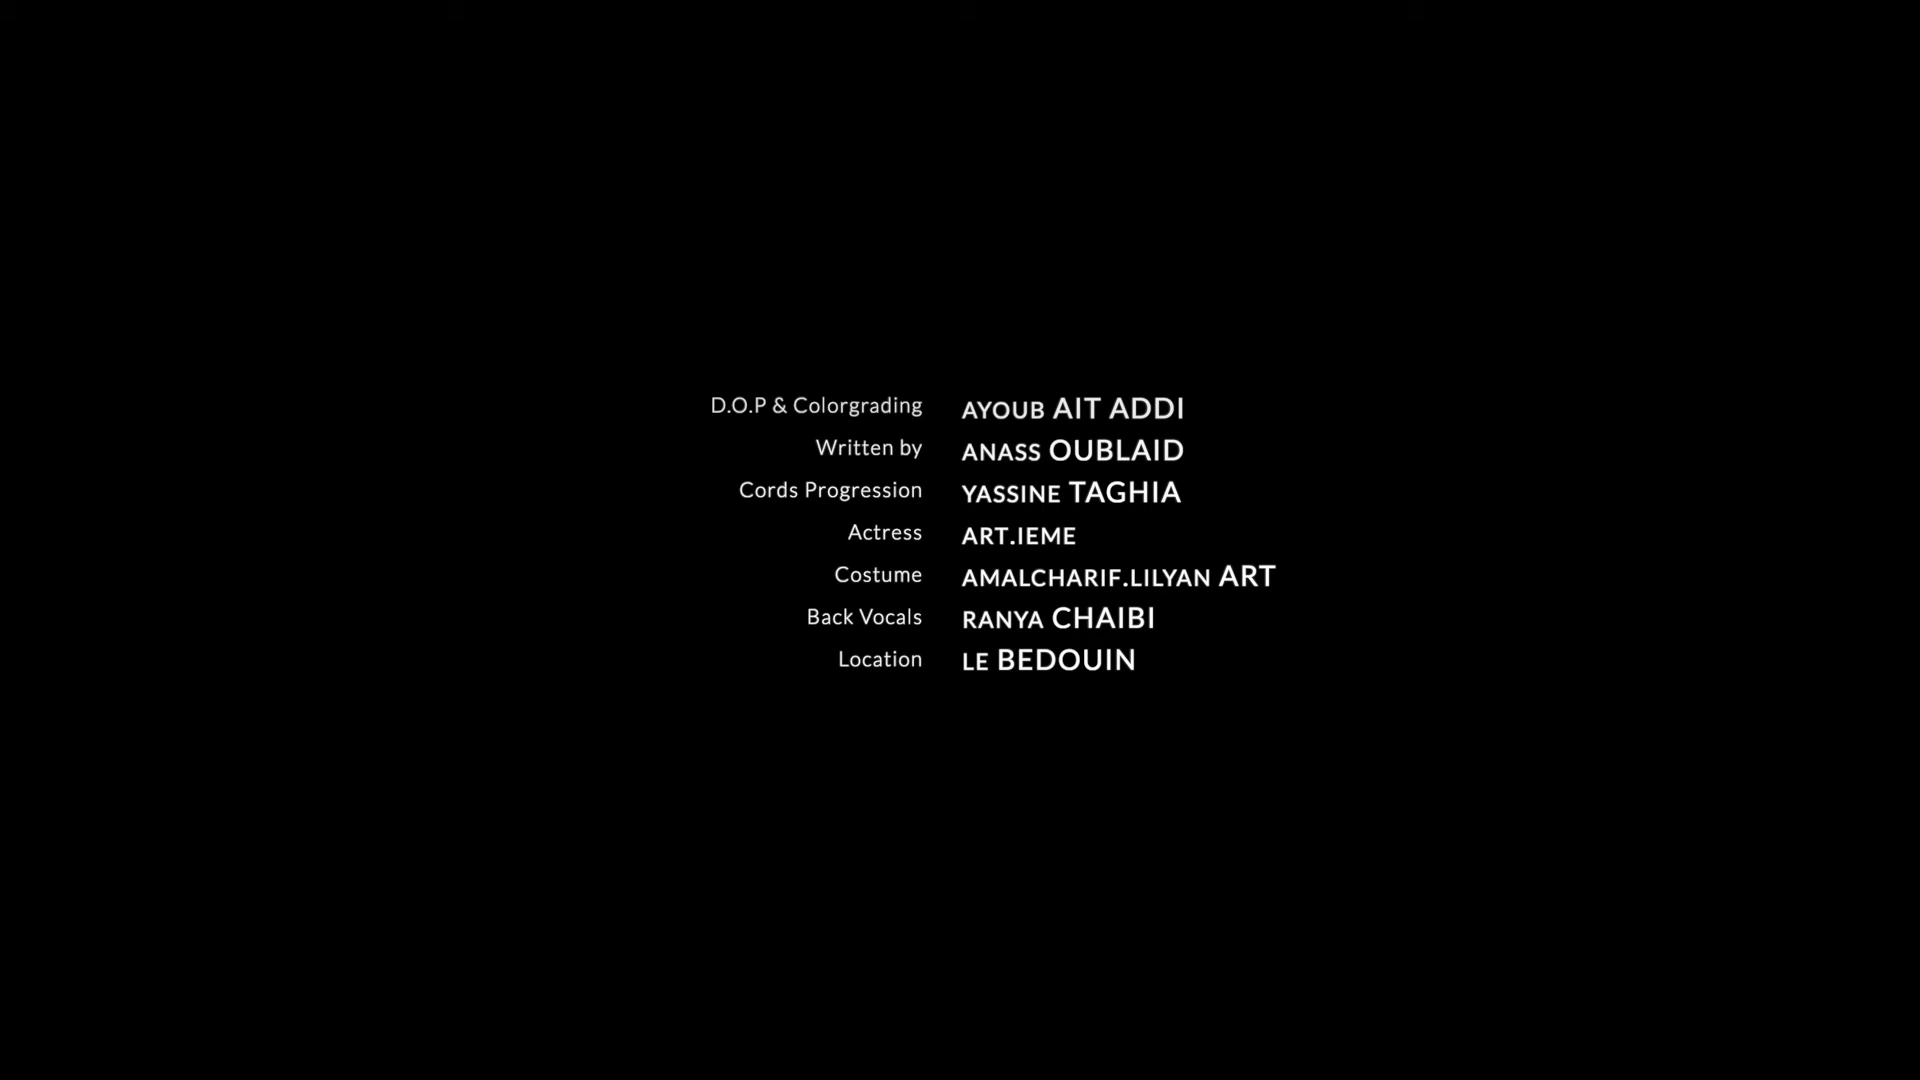 D.O.P & Colorgrading AYOUB AIT ADDI
Written by ANASS OUBLAID
Cords Progression YASSINE TAGHIA
Actress ART.IEME
Costume AMALCHARIF.LILYAN ART
Back Vocals RANYA CHAIBI
Location LE BEDOUIN